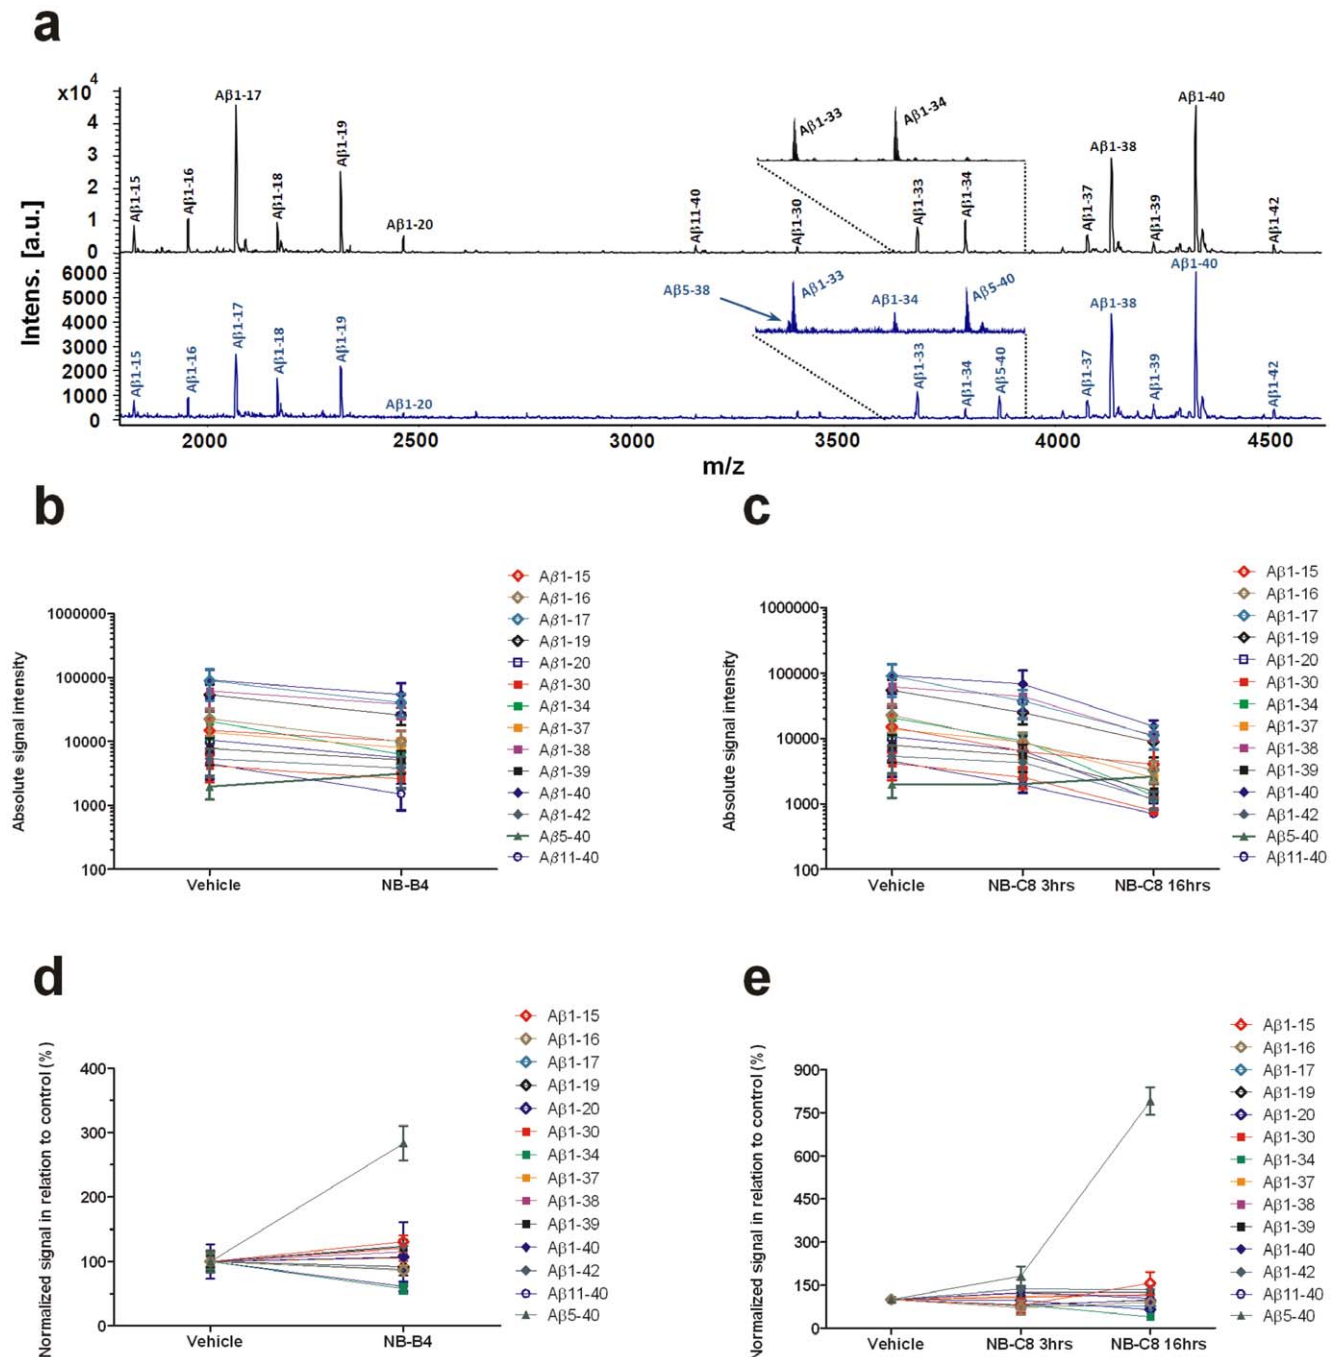 a
x10 4
4
3
2
1
0
Aβ1-15
Aβ1-16
Aβ1-17
Aβ1-18
Aβ1-19
Aβ1-20
Aβ11-40
Aβ1-30
Aβ1-33
Aβ1-34
Aβ1-33
Aβ1-34
Aβ1-37
Aβ1-38
Aβ1-39
Aβ1-40
Aβ1-42
Intens. [a.u.]
6000
5000
4000
3000
2000
1000
0
Aβ1-15
Aβ1-16
Aβ1-17
Aβ1-18
Aβ1-19
Aβ1-20
Aβ5-38
Aβ1-33
Aβ1-34
Aβ5-40
Aβ1-33
Aβ1-34
Aβ5-40
Aβ1-37
Aβ1-38
Aβ1-39
Aβ1-40
Aβ1-42
2000 2500 3000 3500 4000 4500
m/z
b
Absolute signal intensity
1000000
100000
10000
1000
100
Vehicle NB-B4
Aβ1-15
Aβ1-16
Aβ1-17
Aβ1-19
Aβ1-20
Aβ1-30
Aβ1-34
Aβ1-37
Aβ1-38
Aβ1-39
Aβ1-40
Aβ1-42
Aβ5-40
Aβ11-40
c
Absolute signal intensity
1000000
100000
10000
1000
100
Vehicle NB-C8 3hrs NB-C8 16hrs
Aβ1-15
Aβ1-16
Aβ1-17
Aβ1-19
Aβ1-20
Aβ1-30
Aβ1-34
Aβ1-37
Aβ1-38
Aβ1-39
Aβ1-40
Aβ1-42
Aβ5-40
Aβ11-40
d
Normalized signal in relation to control (%)
400
300
200
100
0
Vehicle NB-B4
Aβ1-15
Aβ1-16
Aβ1-17
Aβ1-19
Aβ1-20
Aβ1-30
Aβ1-34
Aβ1-37
Aβ1-38
Aβ1-39
Aβ1-40
Aβ1-42
Aβ11-40
Aβ5-40
e
Normalized signal in relation to control (%)
900
750
600
450
300
150
0
Vehicle NB-C8 3hrs NB-C8 16hrs
Aβ1-15
Aβ1-16
Aβ1-17
Aβ1-19
Aβ1-20
Aβ1-30
Aβ1-34
Aβ1-37
Aβ1-38
Aβ1-39
Aβ1-40
Aβ1-42
Aβ11-40
Aβ5-40